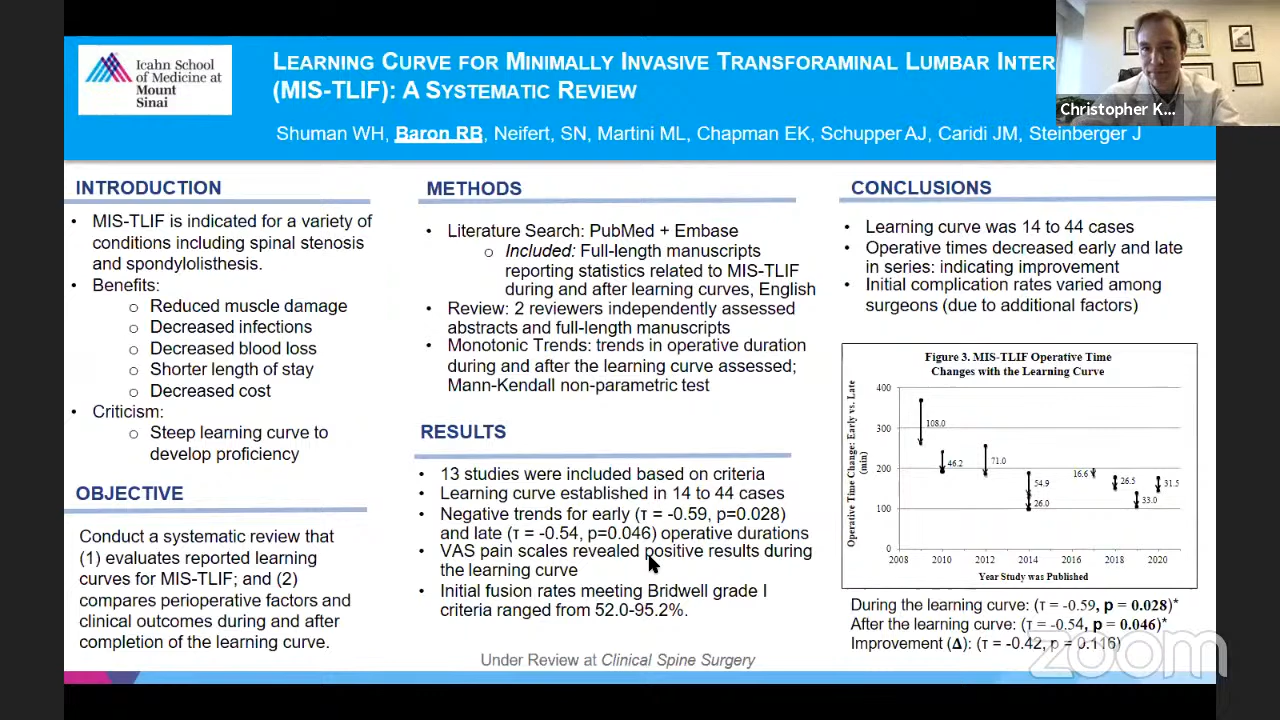 Icahn School
of Medicine at
Mount
Sinai
LEARNING CURVE FOR MINIMALLY INVASIVE TRANSFORAMINAL LUMBAR INTER
(MIS-TLIF): A SYSTEMATIC REVIEW
Shuman WH, Baron RB, Neifert, SN, Martini ML, Chapman EK, Schupper AJ, Caridi JM, Steinberger J
Christopher K...
INTRODUCTION
• MIS-TLIF is indicated for a variety of
conditions including spinal stenosis
and spondylolisthesis.
• Benefits:
o Reduced muscle damage
o Decreased infections
o Decreased blood loss
o Shorter length of stay
o Decreased cost
• Criticism:
o Steep learning curve to
develop proficiency
OBJECTIVE
Conduct a systematic review that
(1) evaluates reported learning
curves for MIS-TLIF; and (2)
compares perioperative factors and
clinical outcomes during and after
completion of the learning curve.
METHODS
• Literature Search: PubMed + Embase
o Included: Full-length manuscripts
reporting statistics related to MIS-TLIF
during and after learning curves, English
• Review: 2 reviewers independently assessed
abstracts and full-length manuscripts
• Monotonic Trends: trends in operative duration
during and after the learning curve assessed;
Mann-Kendall non-parametric test
RESULTS
• 13 studies were included based on criteria
• Learning curve established in 14 to 44 cases
• Negative trends for early (τ = -0.59, p=0.028)
and late (τ = -0.54, p=0.046) operative durations
• VAS pain scales revealed positive results during
the learning curve
• Initial fusion rates meeting Bridwell grade I
criteria ranged from 52.0-95.2%.
Under Review at Clinical Spine Surgery
CONCLUSIONS
• Learning curve was 14 to 44 cases
• Operative times decreased early and late
in series: indicating improvement
• Initial complication rates varied among
surgeons (due to additional factors)
Figure 3. MIS-TLIF Operative Time
Changes with the Learning Curve
Operative Time Change: Early vs. Late
(min)
400
300
200
100
0
108.0
46.2
71.0
54.9
26.0
16.6
26.5
33.0
31.5
2008 2010 2012 2014 2016 2018 2020
Year Study was Published
During the learning curve: (τ = -0.59, p = 0.028)*
After the learning curve: (τ = -0.54, p = 0.046)*
Improvement (Δ): (τ = -0.42, p = 0.116)
zoom